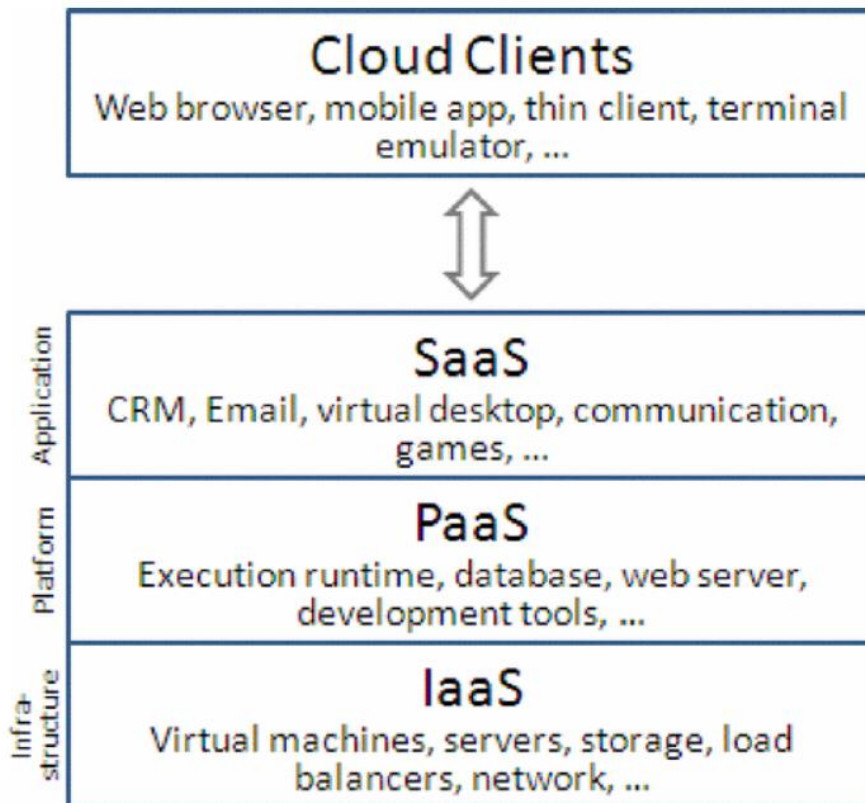 Cloud Clients
Web browser, mobile app, thin client, terminal
emulator, ...
Application
SaaS
CRM, Email, virtual desktop, communication,
games, ...
Platform
PaaS
Execution runtime, database, web server,
development tools, ...
Infra-
structure
IaaS
Virtual machines, servers, storage, load
balancers, network, ...